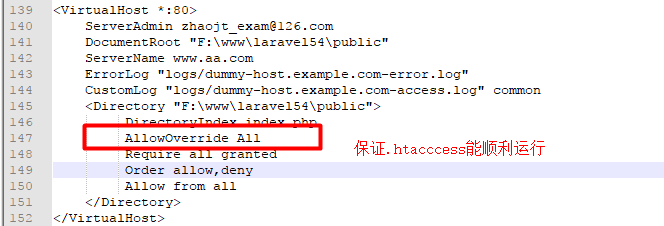 139 <VirtualHost *:80>
140 ServerAdmin zhaojt_exam@126.com
141 DocumentRoot "F:\www\laravel54\public"
142 ServerName www.aa.com
143 ErrorLog "logs/dummy-host.example.com-error.log"
144 CustomLog "logs/dummy-host.example.com-access.log" common
145 <Directory "F:\www\laravel54\public">
146 DirectoryIndex index.php
147 AllowOverride All
148 Require all granted
保证.htacccess能顺利运行
149 Order allow,deny
150 Allow from all
151 </Directory>
152 </VirtualHost>